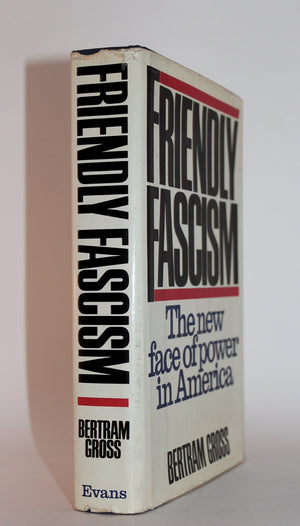 FRIENDLY FASCISM
BERTRAM
GROSS
Evans
FRIENDLY
FASCISM
The new
face of power
in America
BERTRAM GROSS